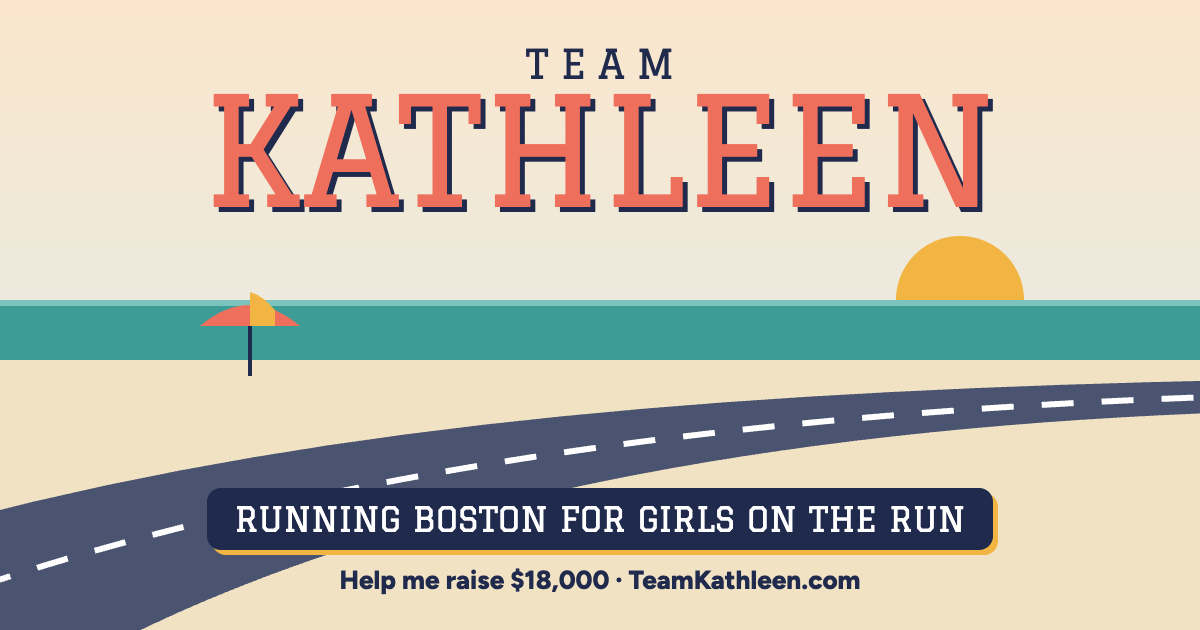 TEAM
KATHLEEN
RUNNING BOSTON FOR GIRLS ON THE RUN
Help me raise $18,000 · TeamKathleen.com